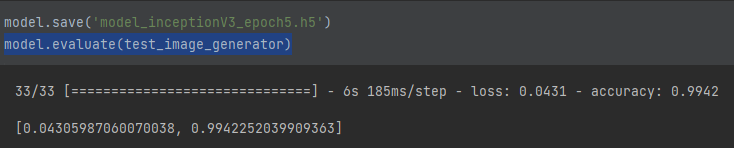 model.save('model_inceptionV3_epoch5.h5')
model.evaluate(test_image_generator)
33/33 [==============================] - 6s 185ms/step - loss: 0.0431 - accuracy: 0.9942
[0.04305987060070038, 0.9942252039909363]